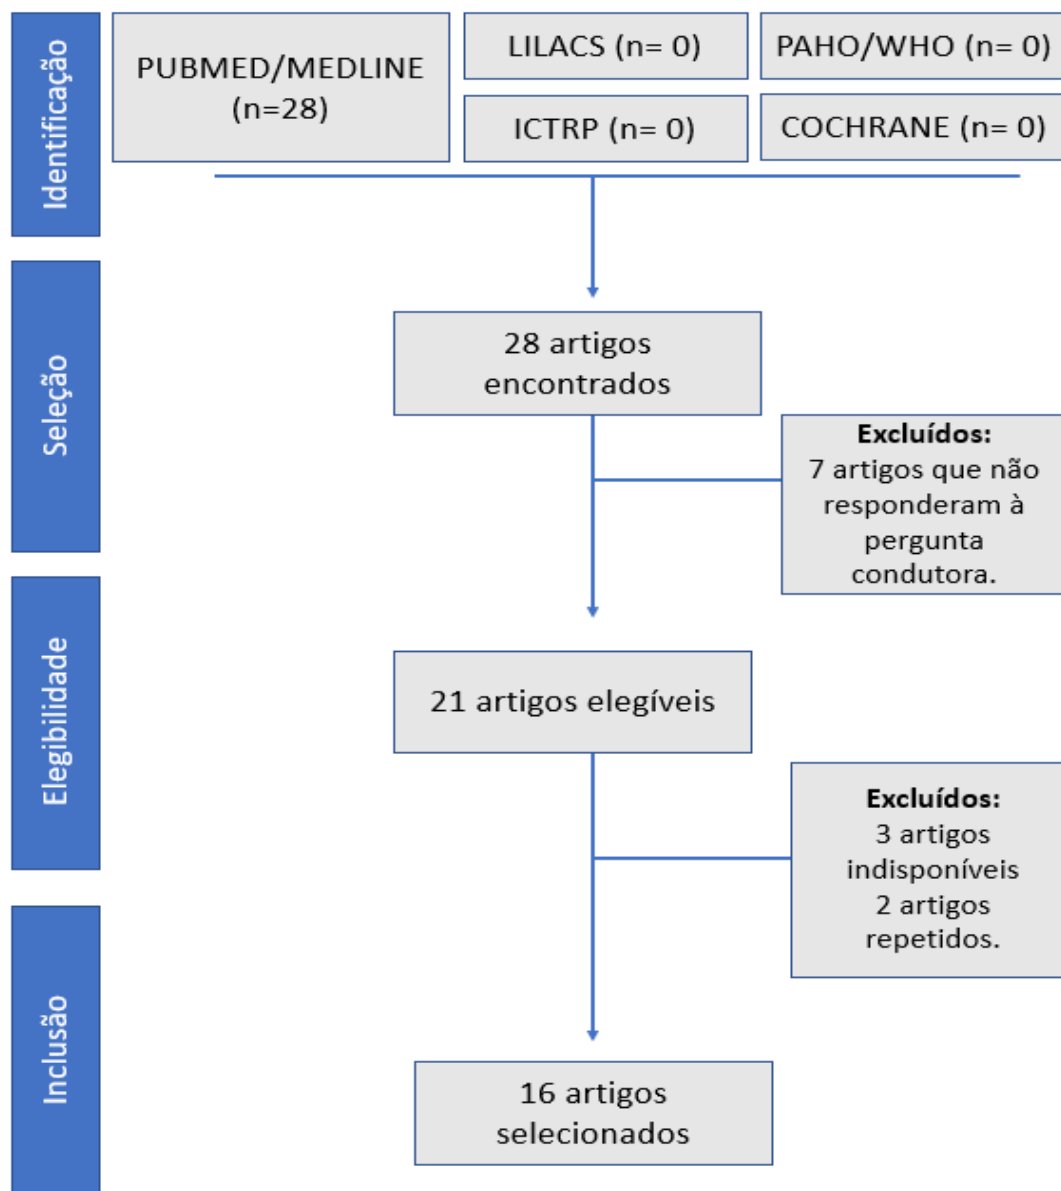 Identificação
PUBMED/MEDLINE
(n=28)
LILACS (n= 0)
PAHO/WHO (n= 0)
ICTRP (n= 0)
COCHRANE (n= 0)
Seleção
28 artigos
encontrados
Excluídos:
7 artigos que não
responderam à
pergunta
condutora.
Elegibilidade
21 artigos elegíveis
Excluídos:
3 artigos
indisponíveis
2 artigos
repetidos.
Inclusão
16 artigos
selecionados